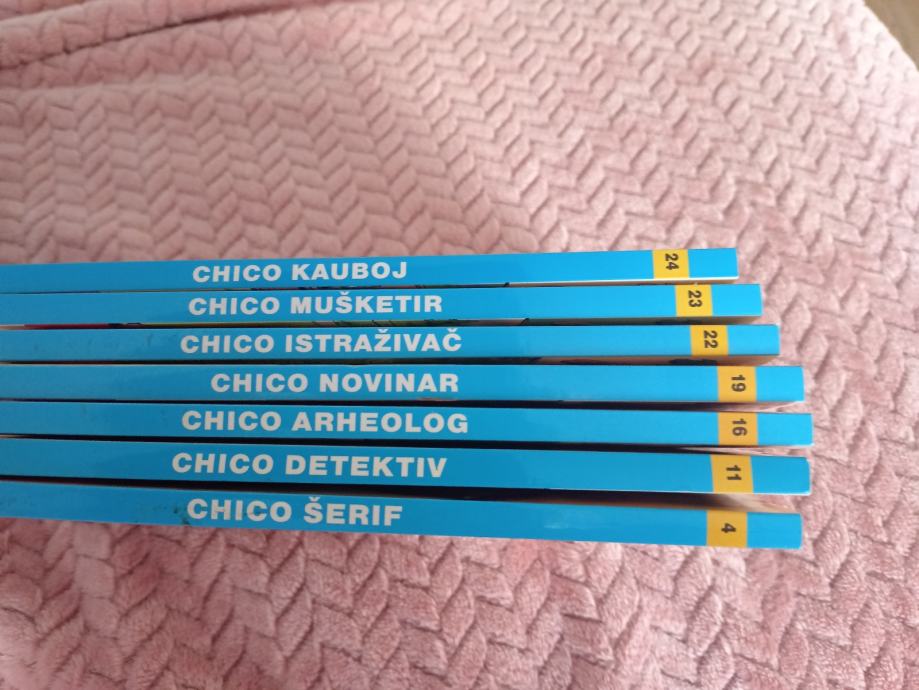 CHICO KAUBOJ 24
CHICO MUŠKETIR 23
CHICO ISTRAŽIVAČ 22
CHICO NOVINAR 19
CHICO ARHEOLOG 16
CHICO DETEKTIV 11
CHICO ŠERIF 4